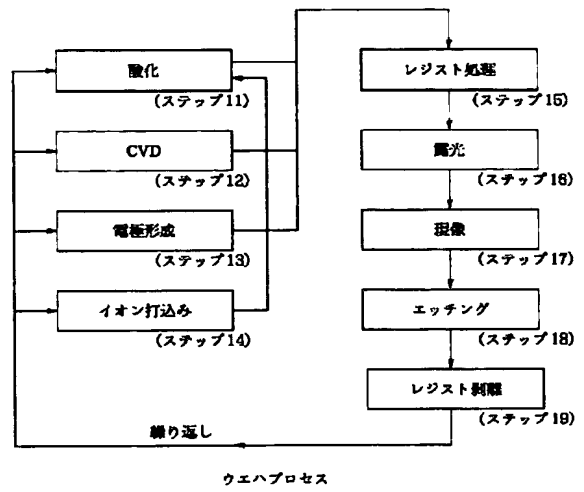 酸化
(ステップ11)
CVD
(ステップ12)
電極形成
(ステップ13)
イオン打込み
(ステップ14)
レジスト処理
(ステップ15)
露光
(ステップ16)
現像
(ステップ17)
エッチング
(ステップ18)
レジスト剥離
(ステップ19)
繰り返し
ウエハプロセス